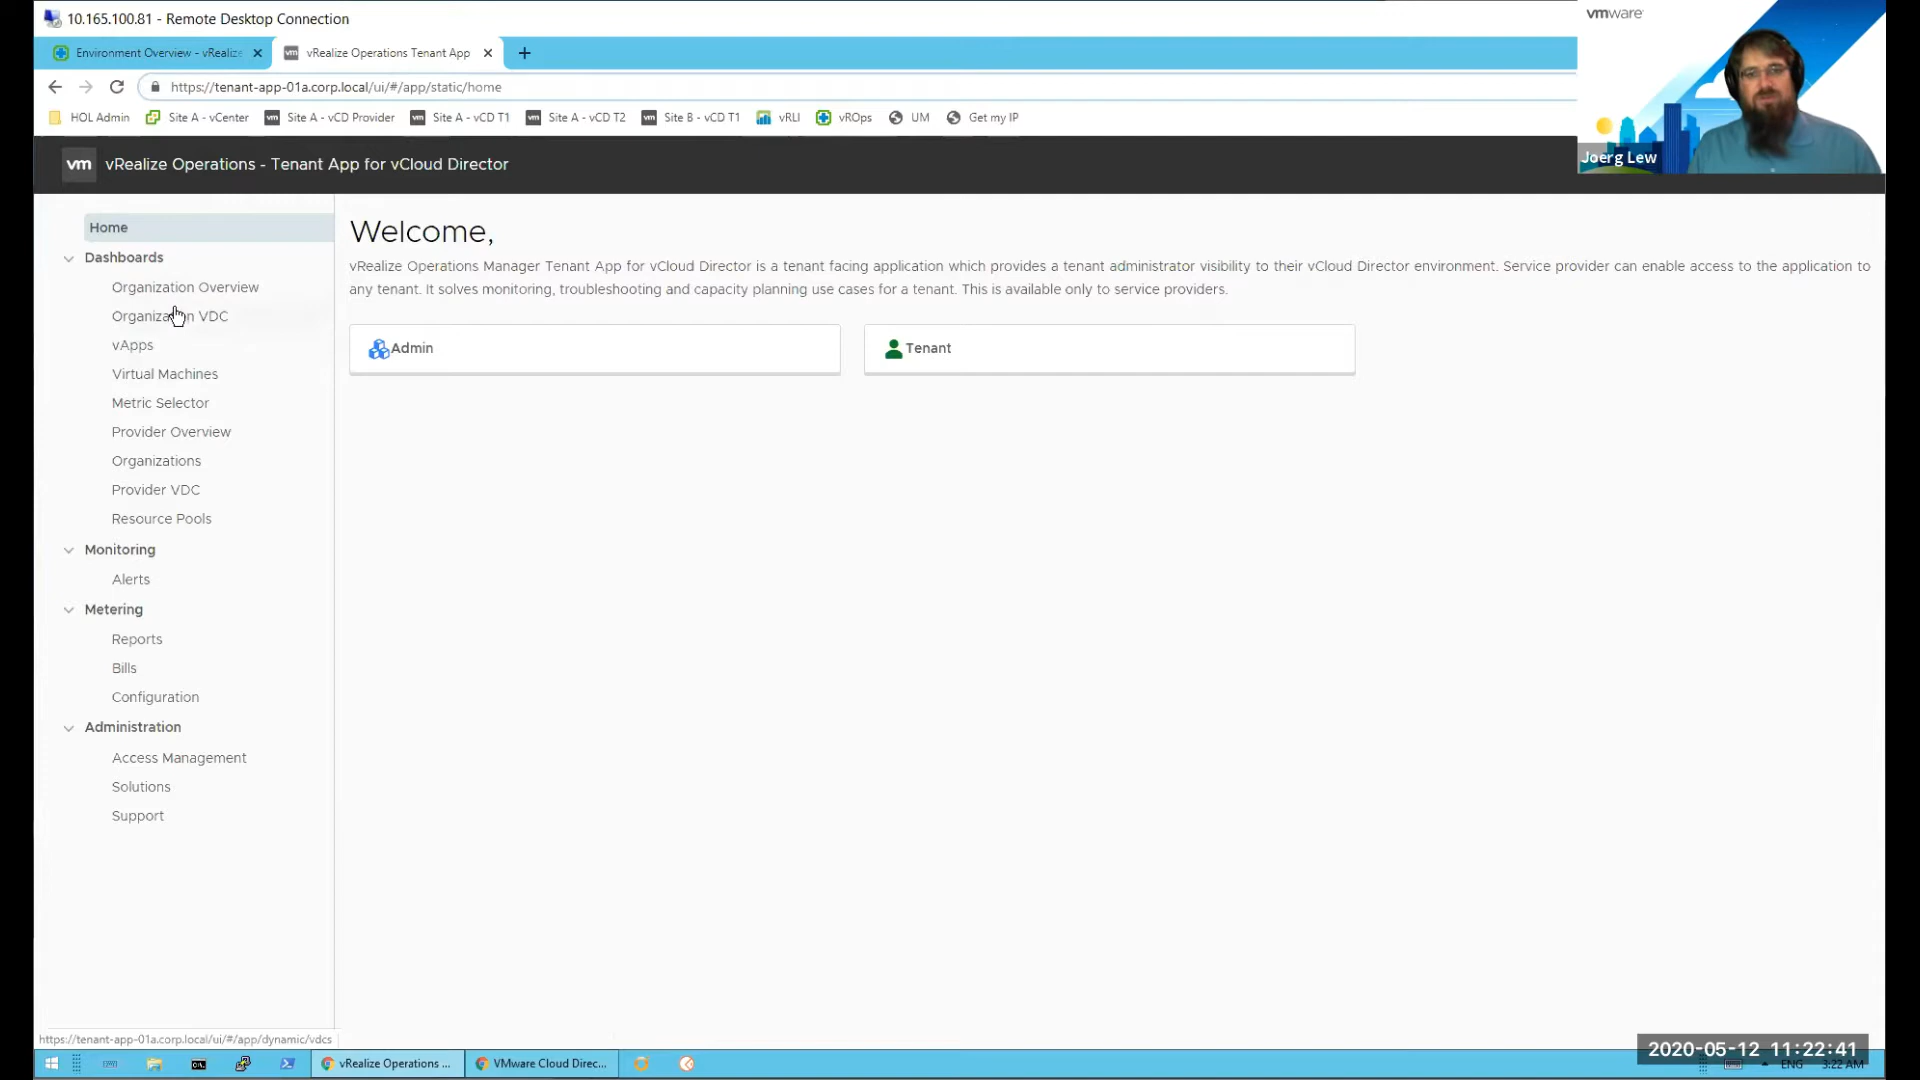 10.165.100.81 - Remote Desktop Connection
vmware
Environment Overview - vRealize
vRealize Operations Tenant App
https://tenant-app-01a.corp.local/ui/#/app/static/home
HOL Admin
Site A - vCenter
Site A - vCD Provider
Site A - vCD T1
Site A - vCD T2
Site B - vCD T1
vRLI
vROps
UM
Get my IP
Joerg Lew
vm vRealize Operations - Tenant App for vCloud Director
Home
Dashboards
Organization Overview
Organization VDC
vApps
Virtual Machines
Metric Selector
Provider Overview
Organizations
Provider VDC
Resource Pools
Monitoring
Alerts
Metering
Reports
Bills
Configuration
Administration
Access Management
Solutions
Support
Welcome,
vRealize Operations Manager Tenant App for vCloud Director is a tenant facing application which provides a tenant administrator visibility to their vCloud Director environment. Service provider can enable access to the application to
any tenant. It solves monitoring, troubleshooting and capacity planning use cases for a tenant. This is available only to service providers.
Admin
Tenant
https://tenant-app-01a.corp.local/ui/#/app/dynamic/vdcs
vRealize Operations ...
VMware Cloud Direc...
2020-05-12 11:22:41
ENG
3:22 AM